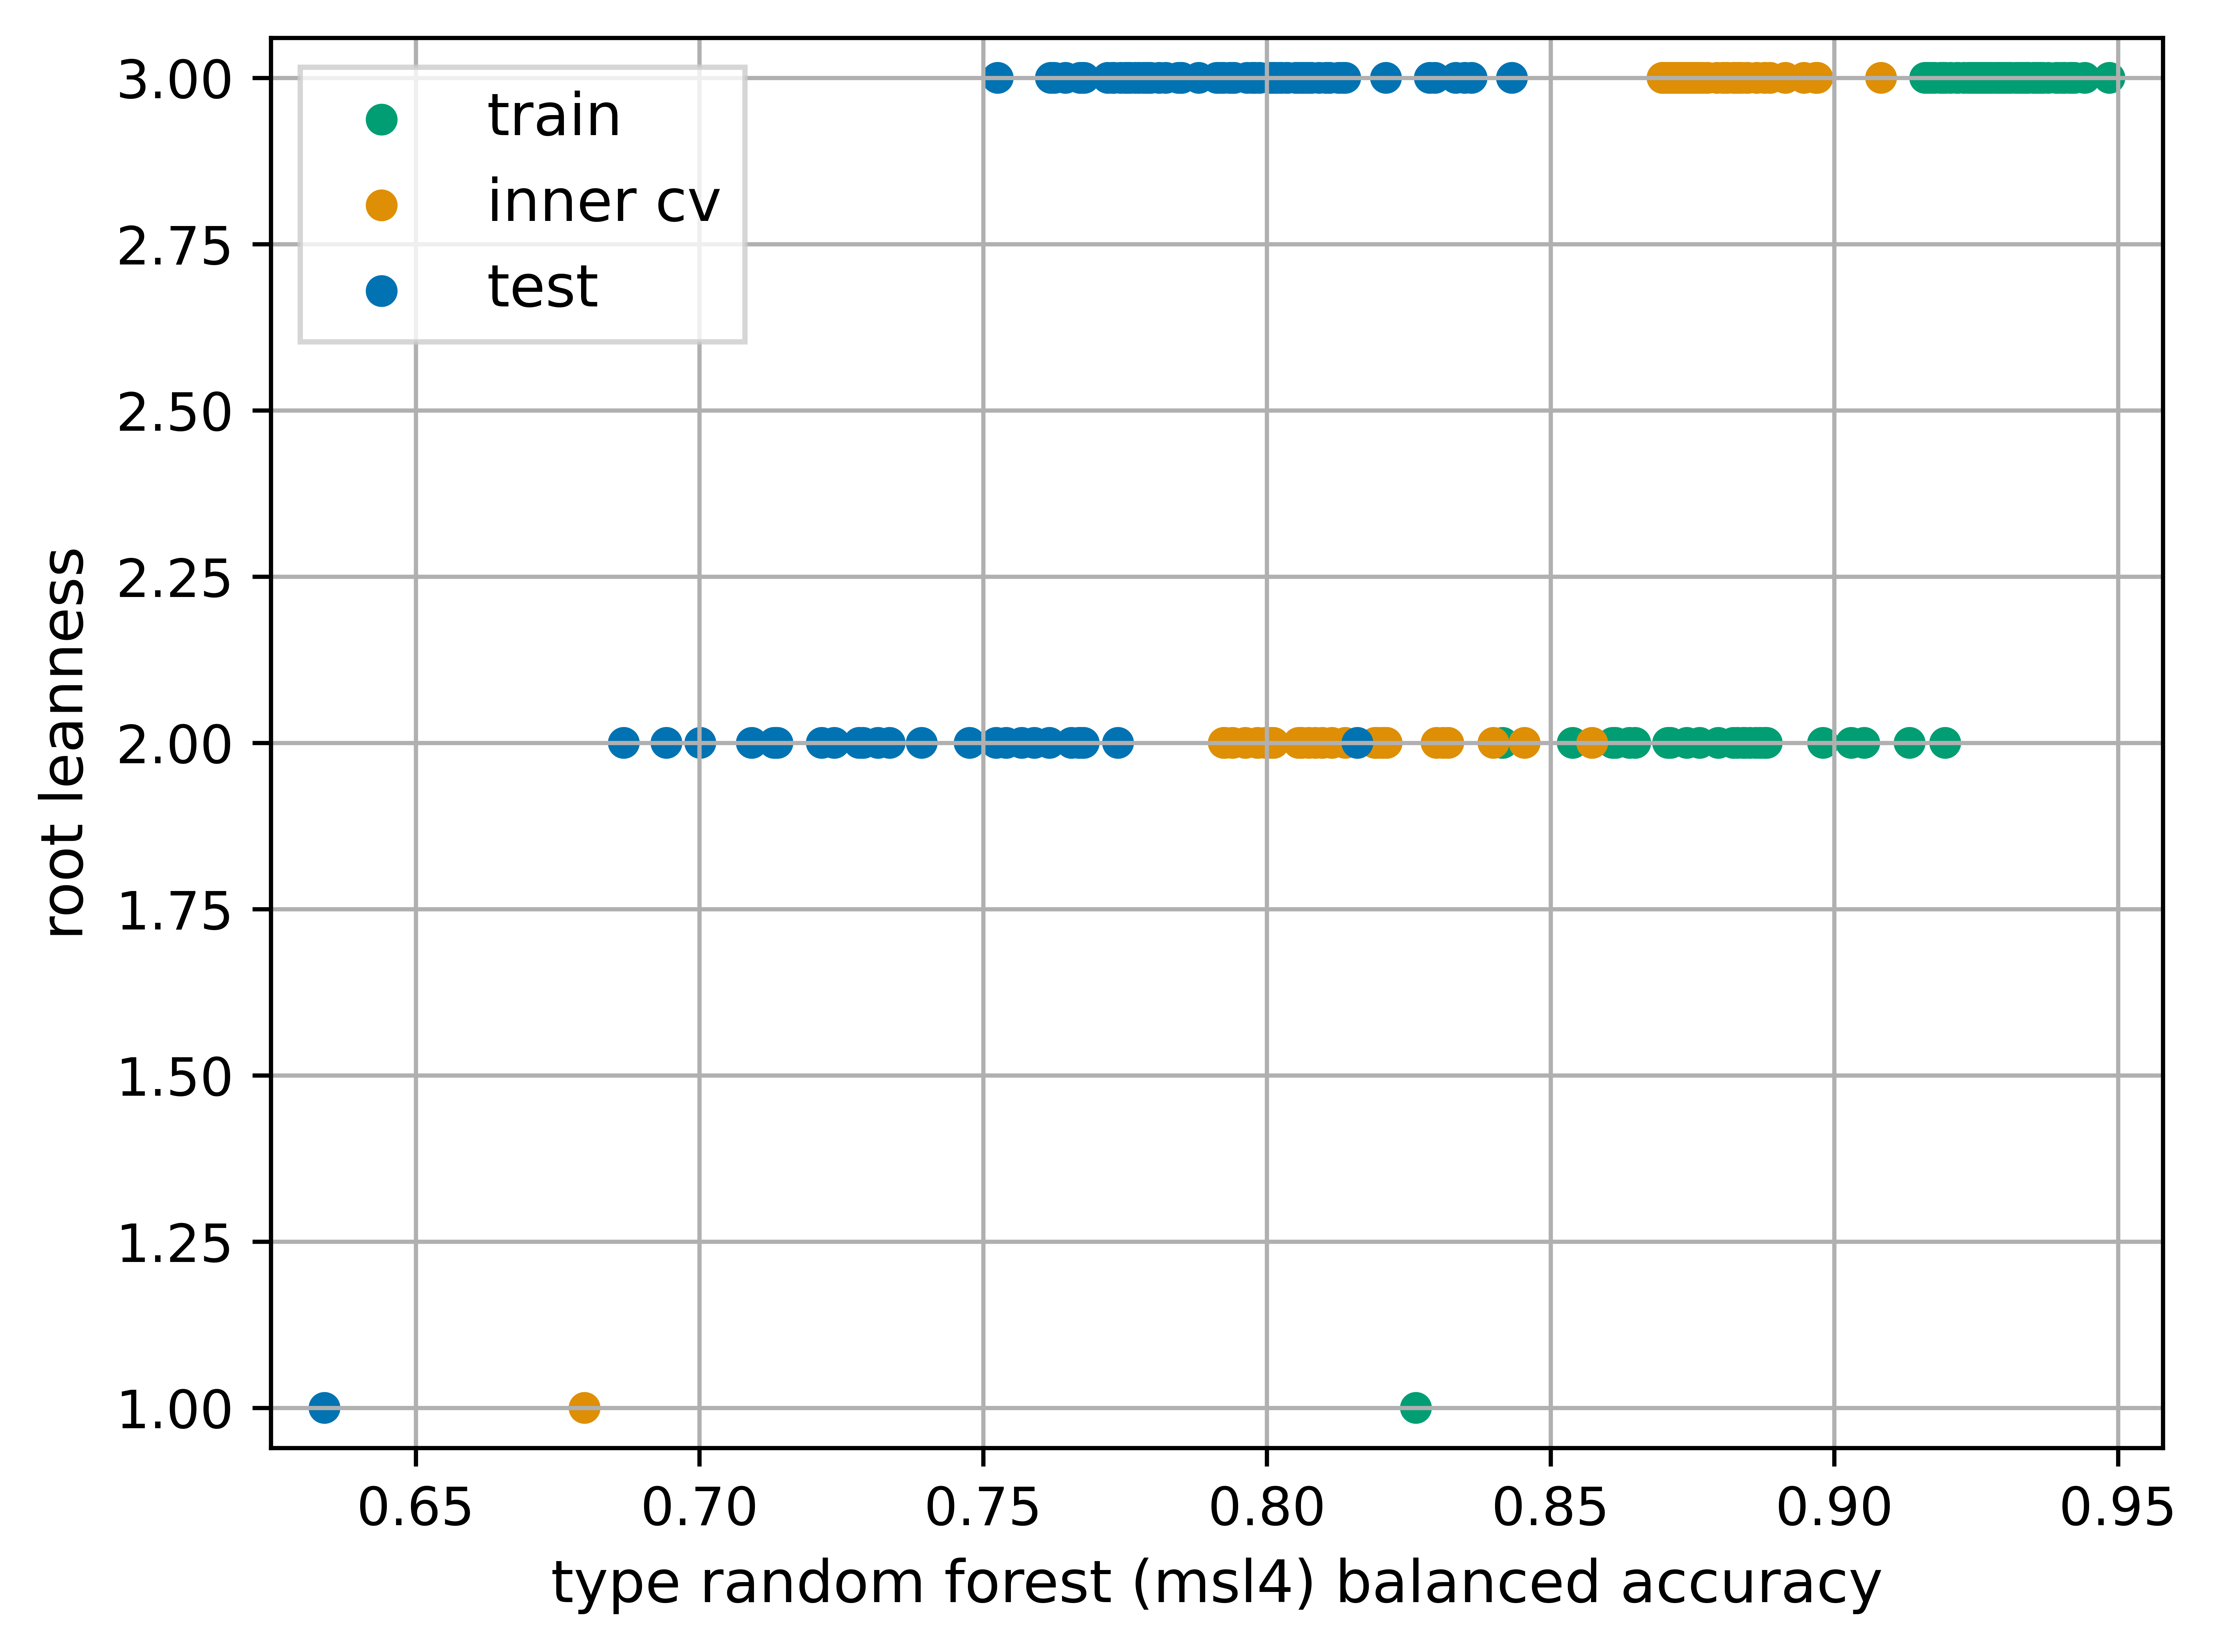 train
inner cv
test
3.00
2.75
2.50
2.25
2.00
1.75
1.50
1.25
1.00
root leanness
0.65 0.70 0.75 0.80 0.85 0.90 0.95
type random forest (msl4) balanced accuracy